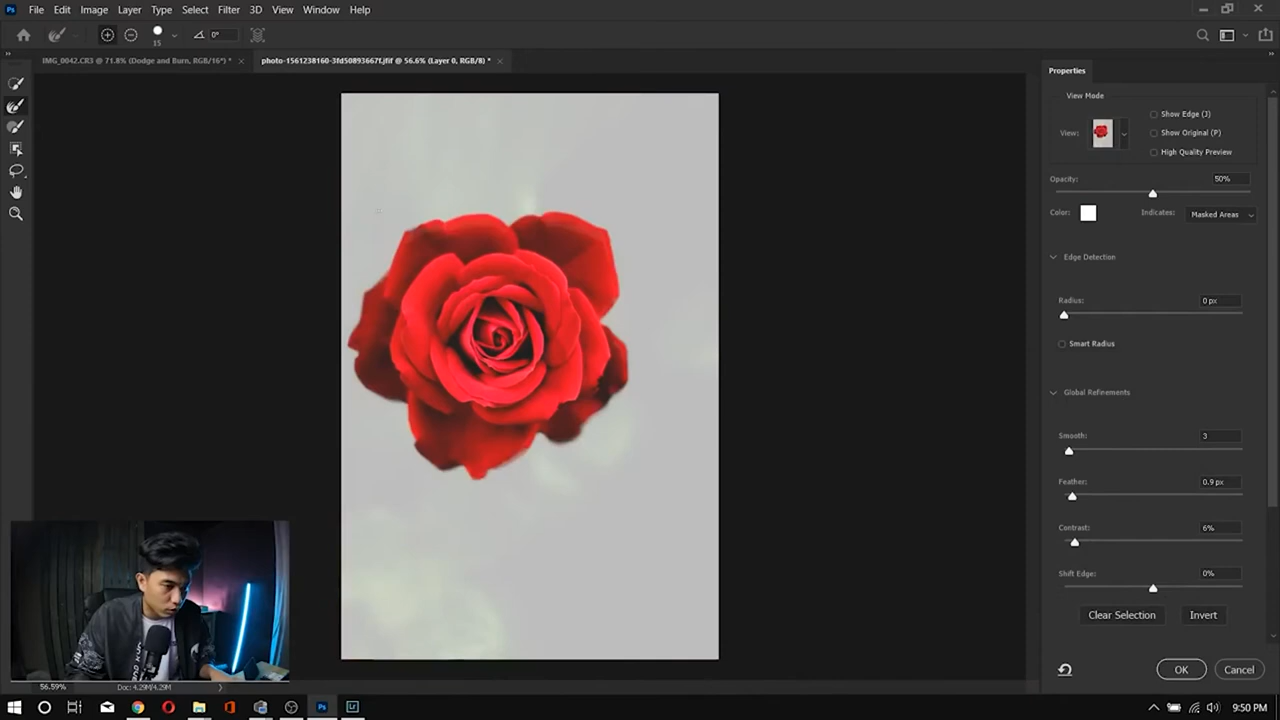 Ps File Edit Image Layer Type Select Filter 3D View Window Help
15 0°
IMG_0042.CR3 @ 71.8% (Dodge and Burn, RGB/16*) * × photo-1561238160-3fd50893667f.jfif @ 56.6% (Layer 0, RGB/8) * ×
Properties
View Mode
View:
Show Edge (J)
Show Original (P)
High Quality Preview
Opacity: 50%
Color: Indicates: Masked Areas
Edge Detection
Radius: 0 px
Smart Radius
Global Refinements
Smooth: 3
Feather: 0.9 px
Contrast: 6%
Shift Edge: 0%
Clear Selection Invert
OK Cancel
56.59% Doc: 4.29M/4.29M
9:50 PM